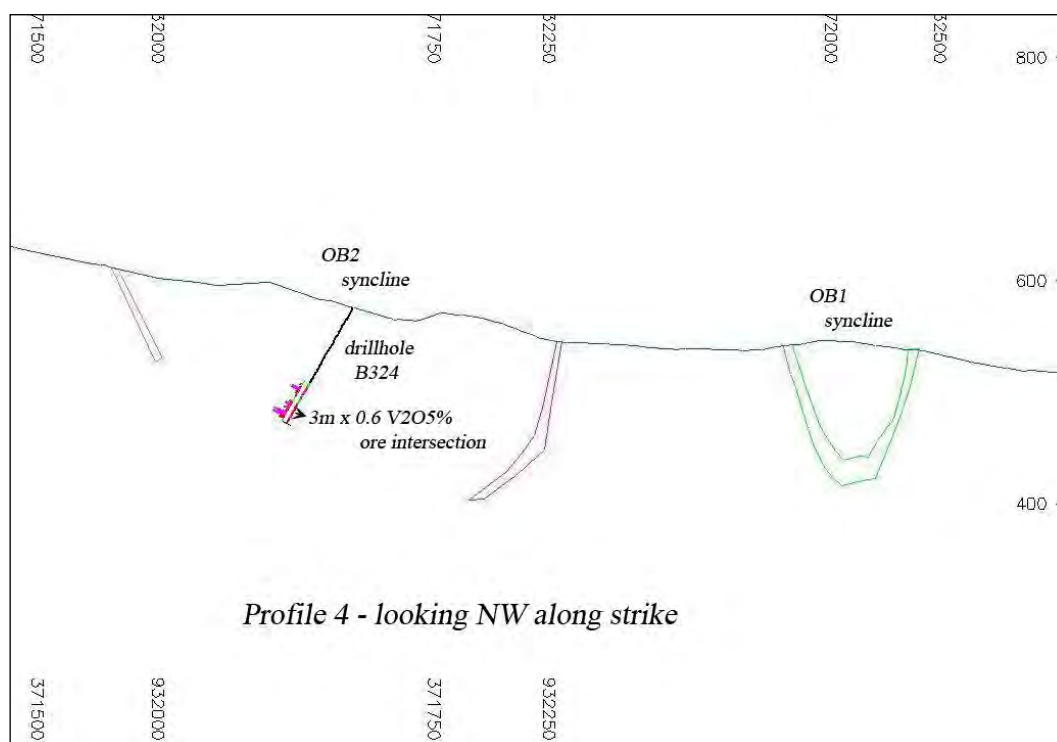 71500
32000
71750
32250
72000
32500
800
OB2
syncline
600
OB1
syncline
drillhole
B324
3m x 0.6 V2O5%
ore intersection
400
Profile 4 - looking NW along strike
371500
932000
371750
932250